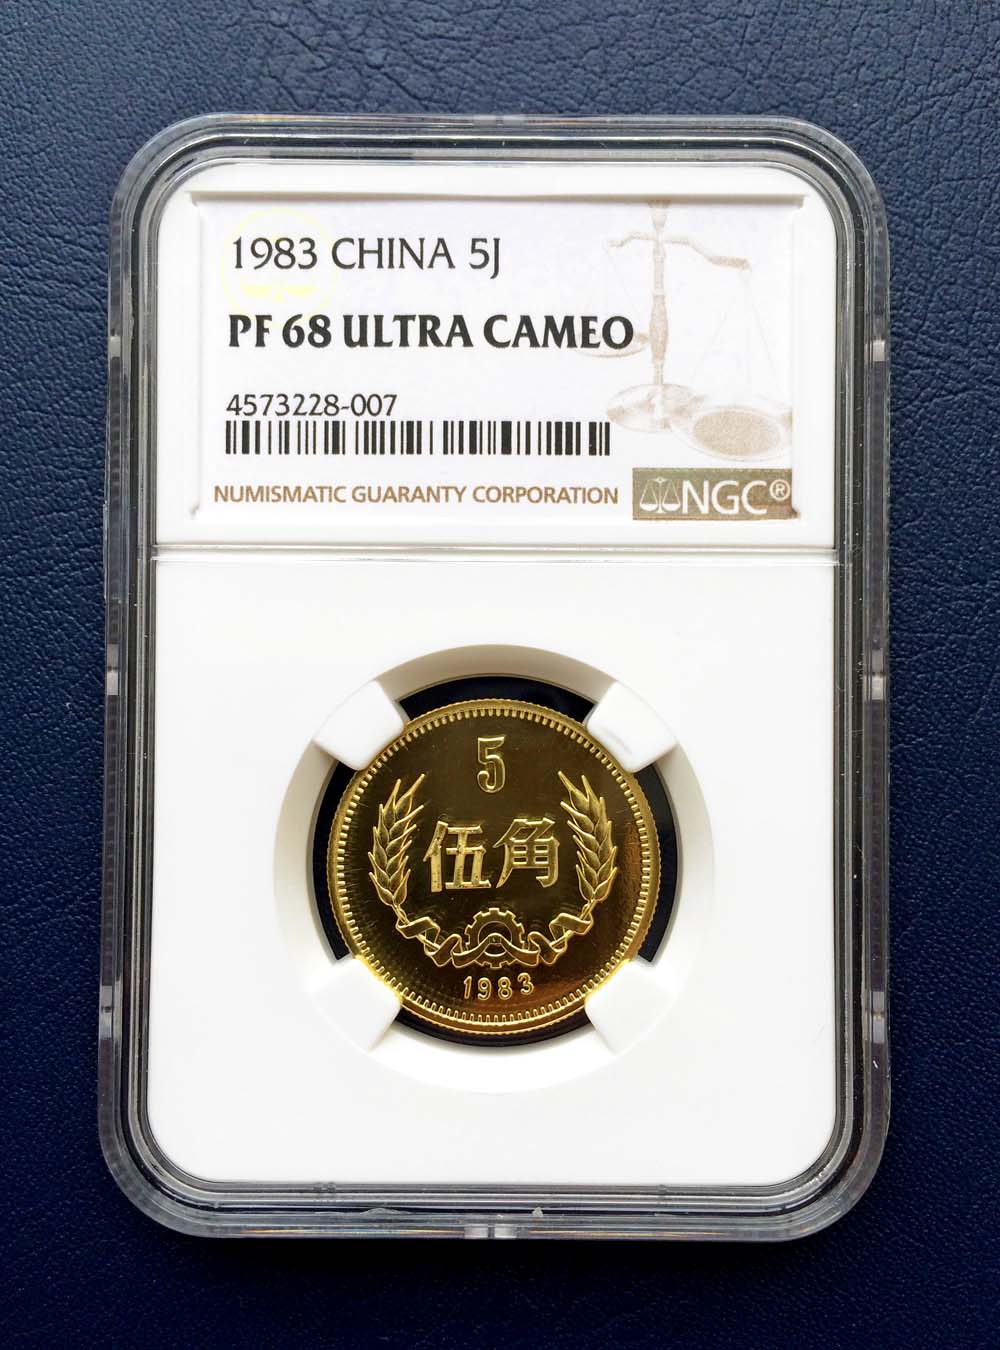 1983 CHINA 5J
PF 68 ULTRA CAMEO
4573228-007
NUMISMATIC GUARANTY CORPORATION
NGC®
5
伍角
1983